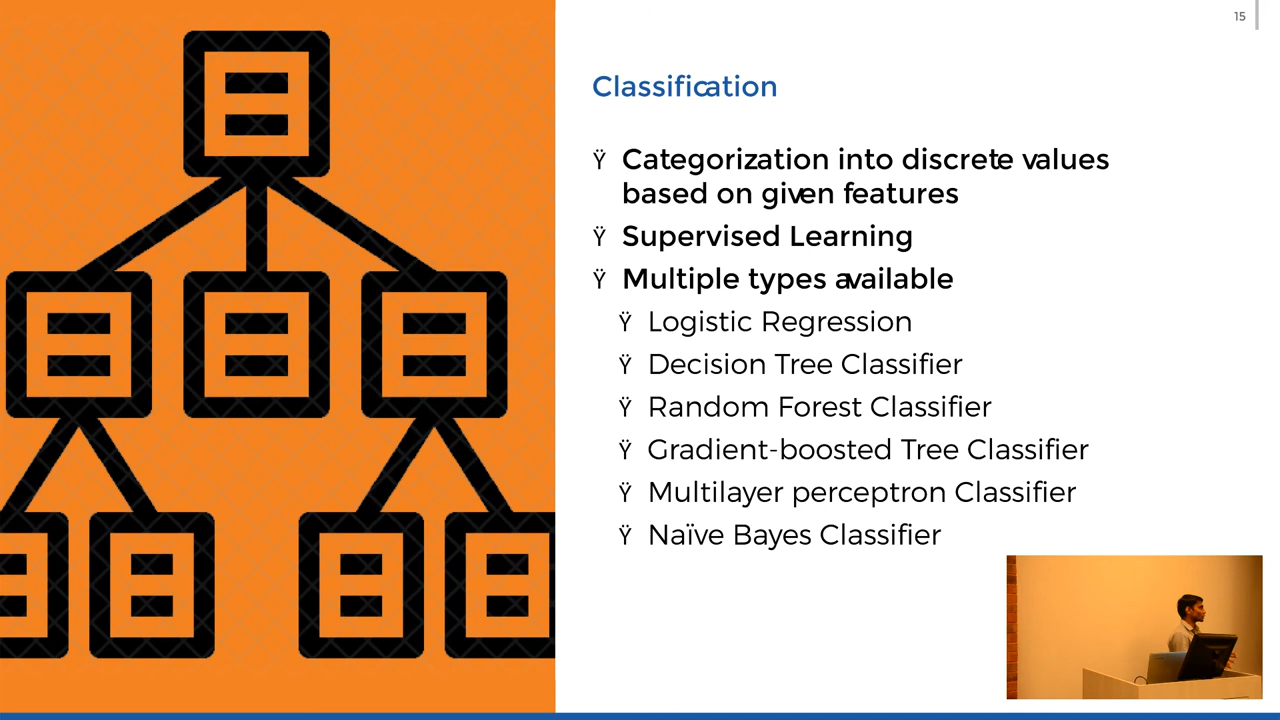 15
Classification
Ÿ Categorization into discrete values
based on given features
Ÿ Supervised Learning
Ÿ Multiple types available
Ÿ Logistic Regression
Ÿ Decision Tree Classifier
Ÿ Random Forest Classifier
Ÿ Gradient-boosted Tree Classifier
Ÿ Multilayer perceptron Classifier
Ÿ Naïve Bayes Classifier